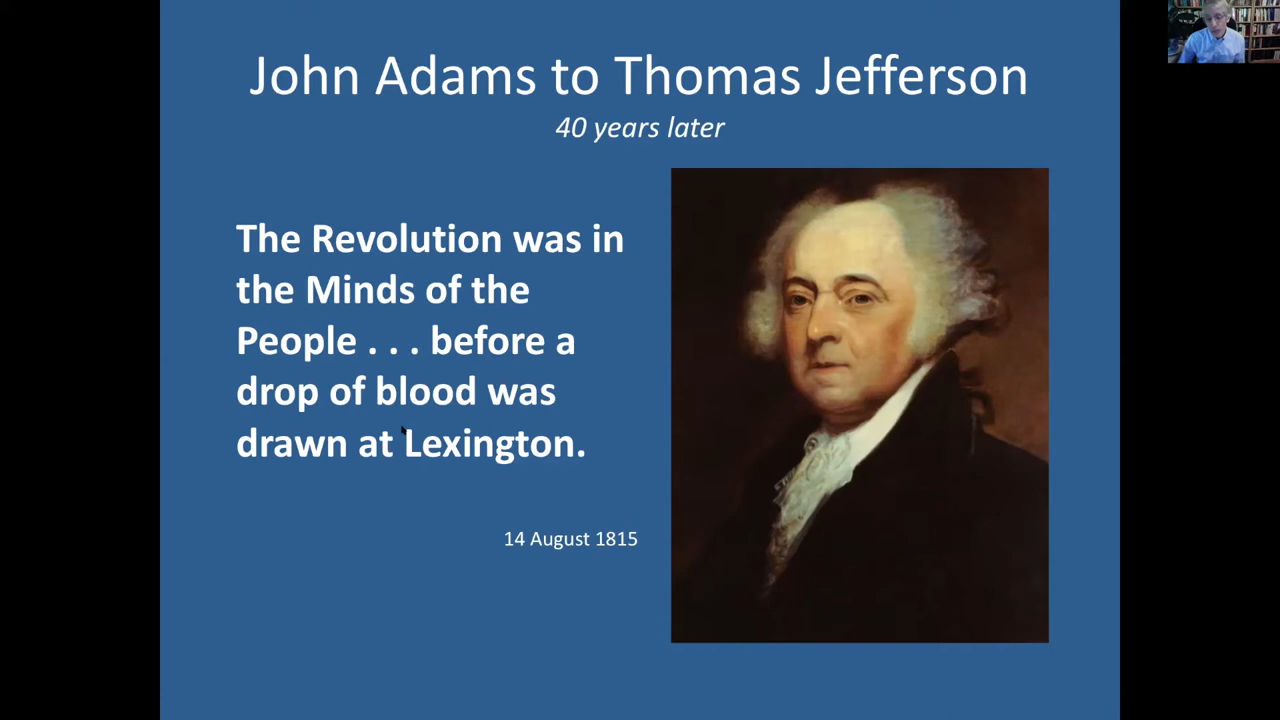 John Adams to Thomas Jefferson
40 years later
The Revolution was in
the Minds of the
People . . . before a
drop of blood was
drawn at Lexington.
14 August 1815